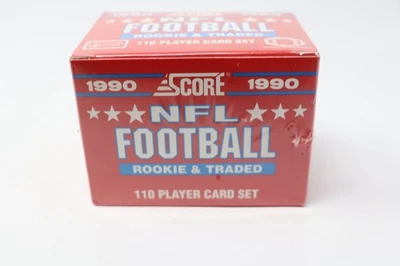 FOOTBALL
ROOKIE & TRADED
110 PLAYER CARD SET
1990 SCORE 1990
NFL
FOOTBALL
ROOKIE & TRADED
110 PLAYER CARD SET